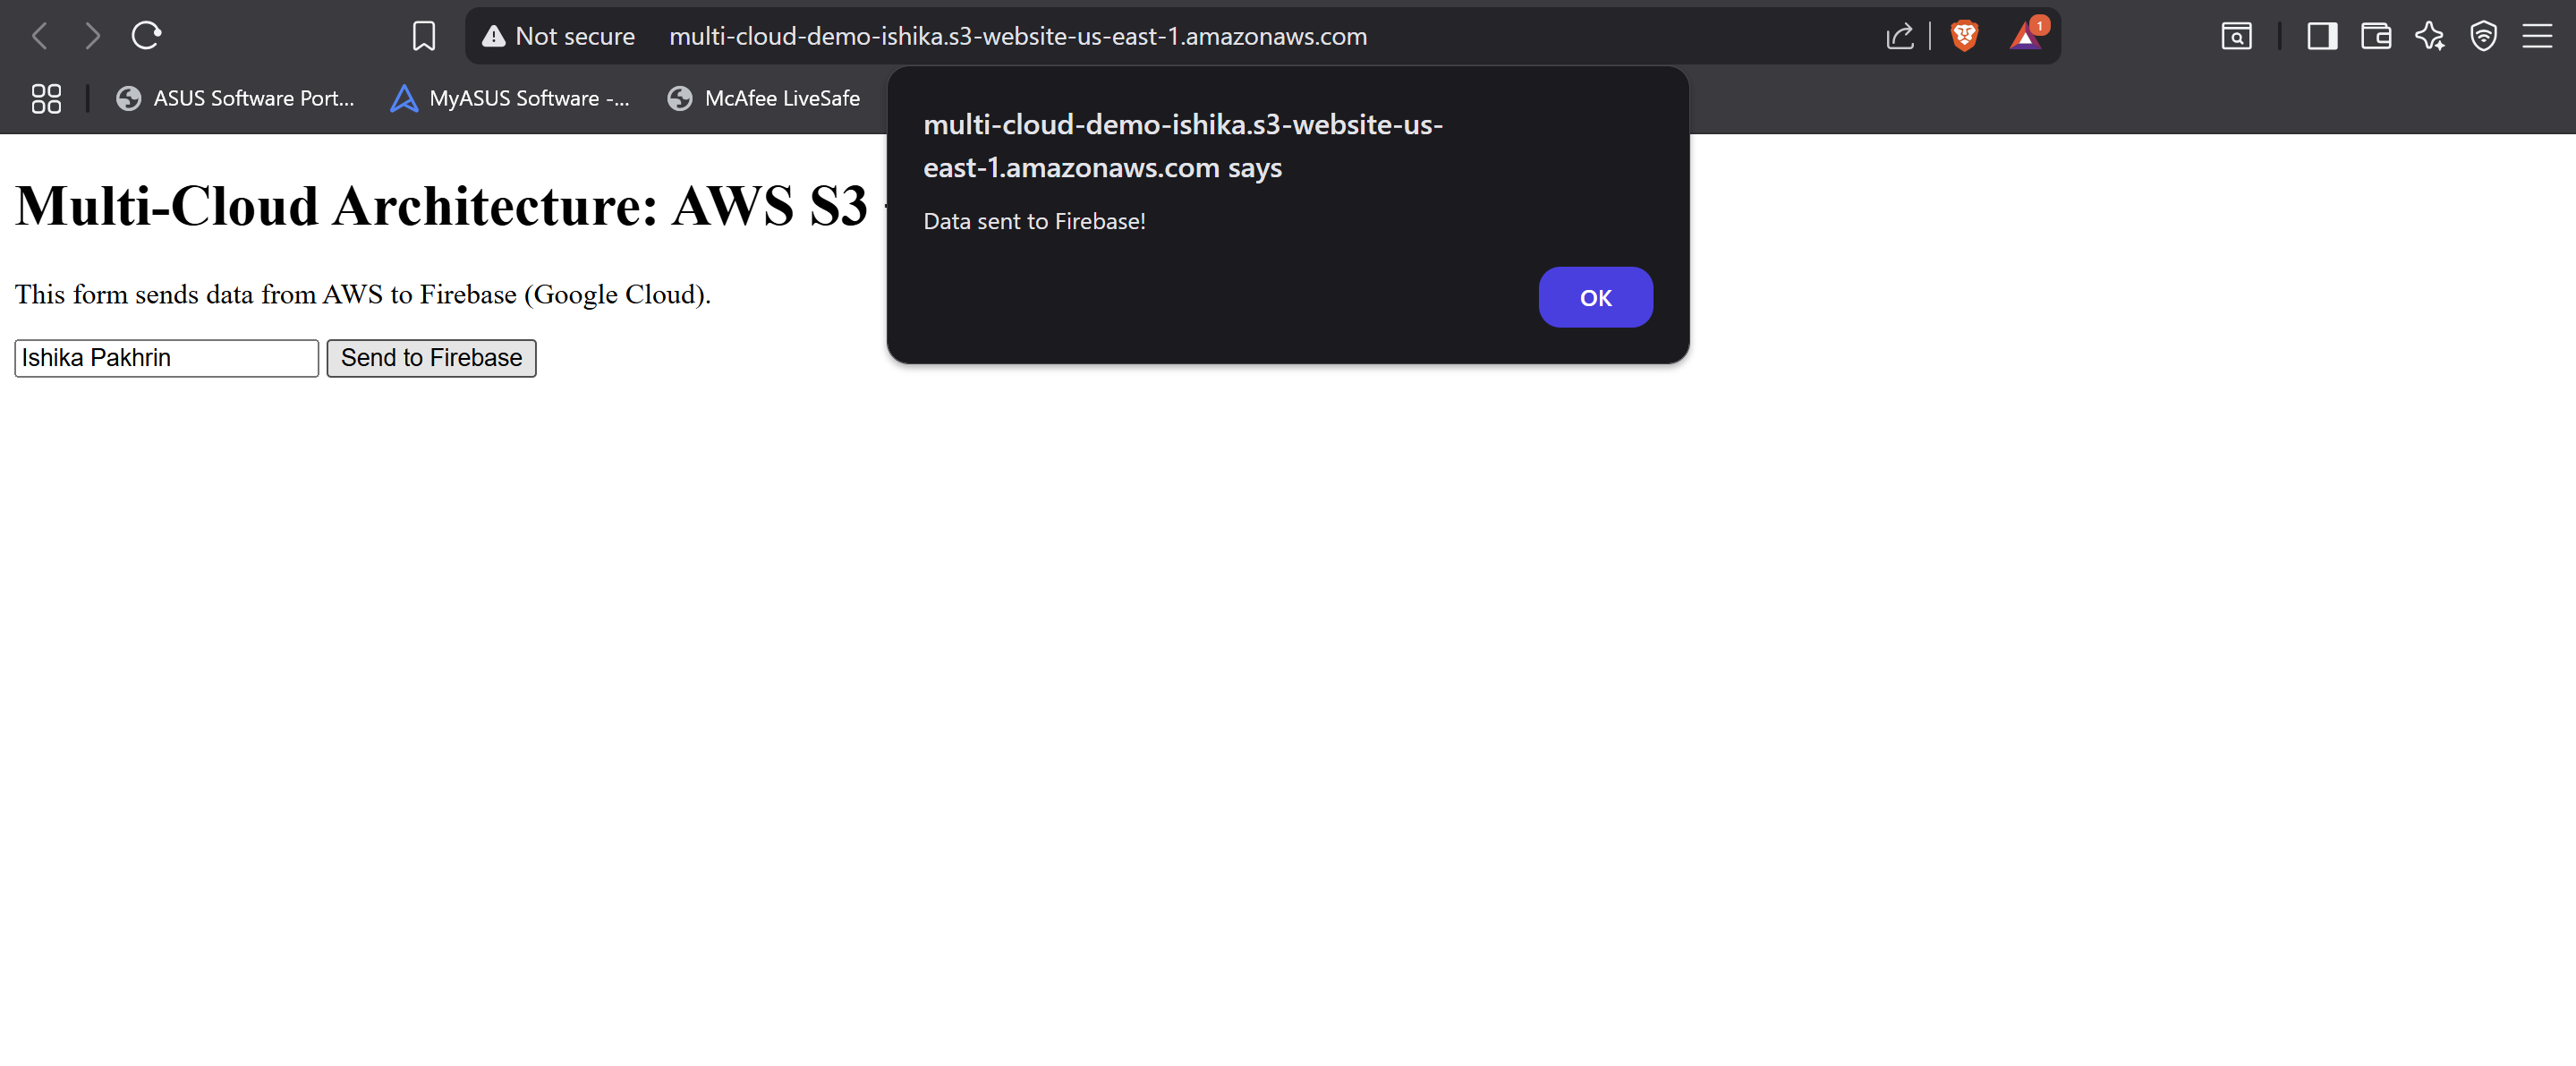 Not secure multi-cloud-demo-ishika.s3-website-us-east-1.amazonaws.com
1
ASUS Software Port... MyASUS Software -... McAfee LiveSafe
multi-cloud-demo-ishika.s3-website-us-
east-1.amazonaws.com says
Data sent to Firebase!
OK
Multi-Cloud Architecture: AWS S3
This form sends data from AWS to Firebase (Google Cloud).
Ishika Pakhrin Send to Firebase